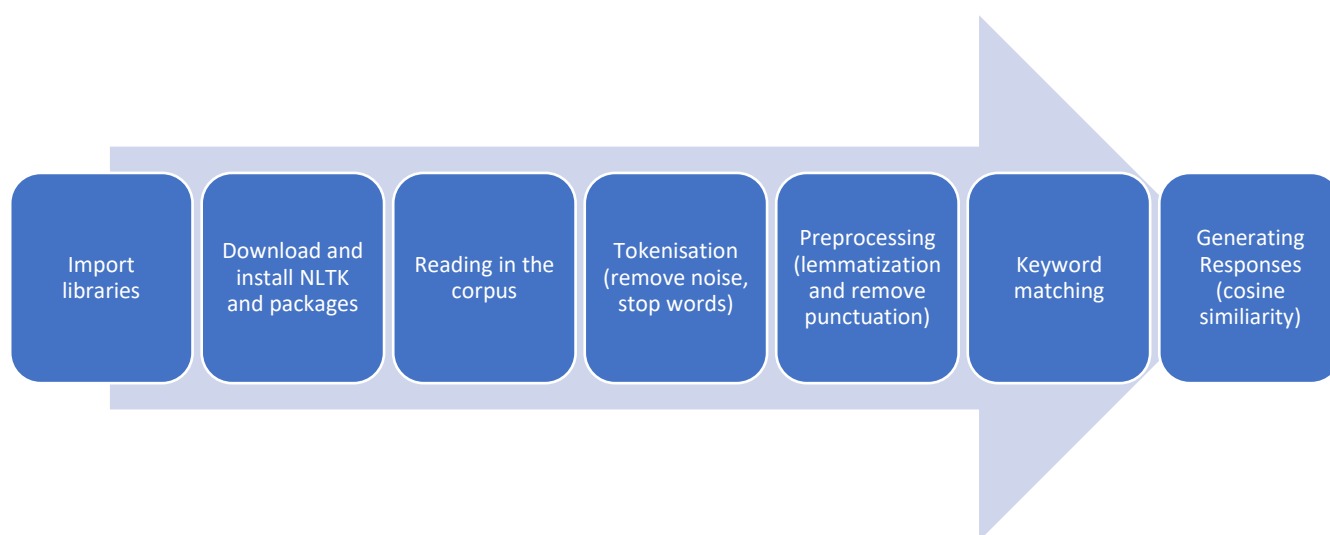 Import
libraries
Download and
install NLTK
and packages
Reading in the
corpus
Tokenisation
(remove noise,
stop words)
Preprocessing
(lemmatization
and remove
punctuation)
Keyword
matching
Generating
Responses
(cosine
similiarity)